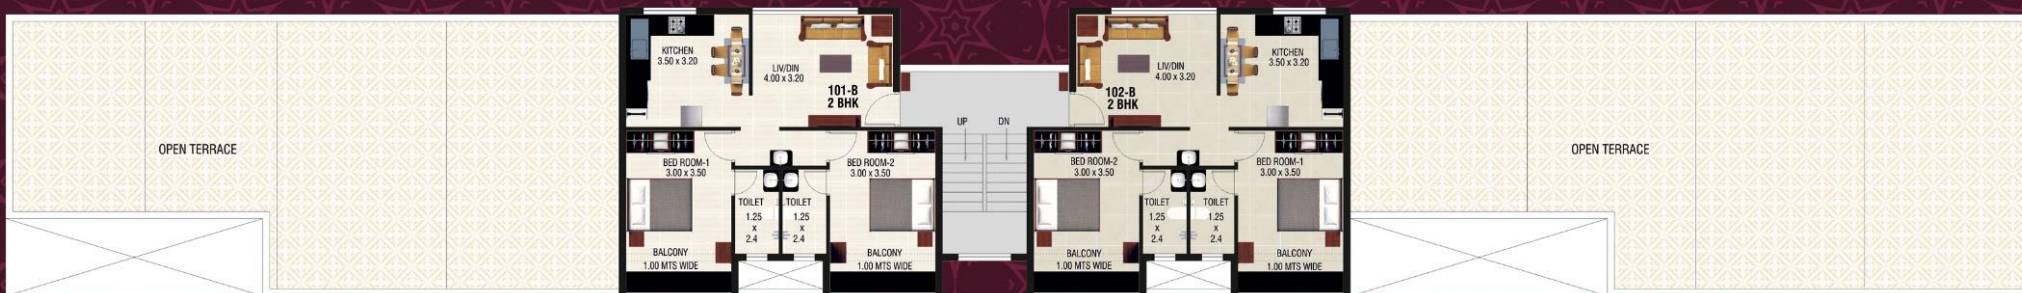 OPEN TERRACE
KITCHEN
3.50 x 3.20
LIV/DIN
4.00 x 3.20
101-B
2 BHK
BED ROOM-1
3.00 x 3.50
BED ROOM-2
3.00 x 3.50
TOILET
1.25
x
2.4
TOILET
1.25
x
2.4
BALCONY
1.00 MTS WIDE
BALCONY
1.00 MTS WIDE
UP
DN
LIV/DIN
4.00 x 3.20
102-B
2 BHK
KITCHEN
3.50 x 3.20
BED ROOM-2
3.00 x 3.50
BED ROOM-1
3.00 x 3.50
TOILET
1.25
x
2.4
TOILET
1.25
x
2.4
BALCONY
1.00 MTS WIDE
BALCONY
1.00 MTS WIDE
OPEN TERRACE